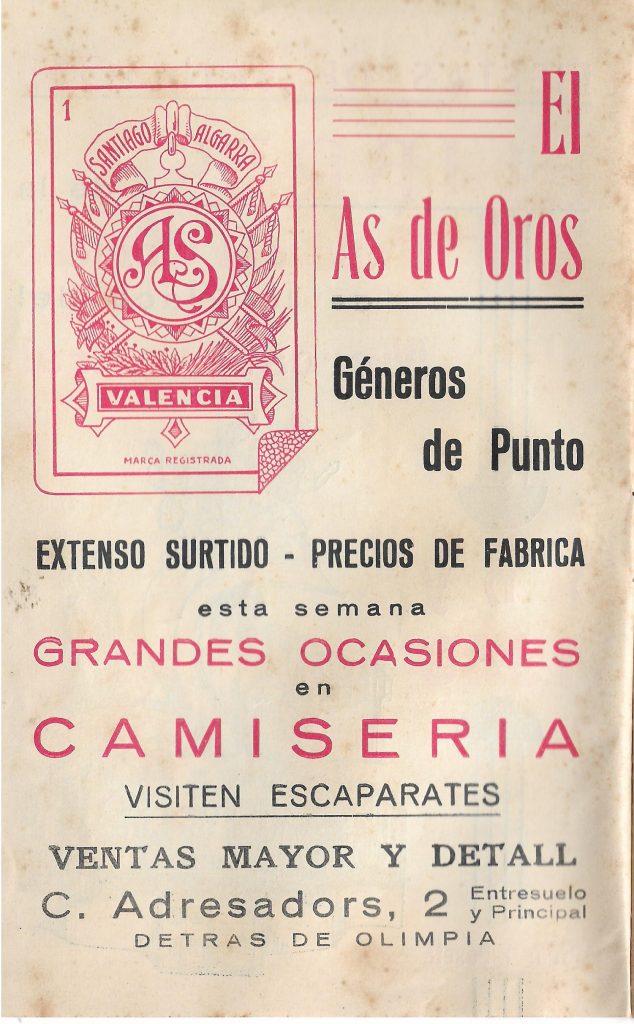 1
SANTIAGO ALGARRA
AS
VALENCIA
MARCA REGISTRADA
El
As de Oros
Géneros
de Punto
EXTENSO SURTIDO - PRECIOS DE FABRICA
esta semana
GRANDES OCASIONES
en
CAMISERIA
VISITEN ESCAPARATES
VENTAS MAYOR Y DETALL
C. Adresadors, 2 Entresuelo
y Principal
DETRAS DE OLIMPIA